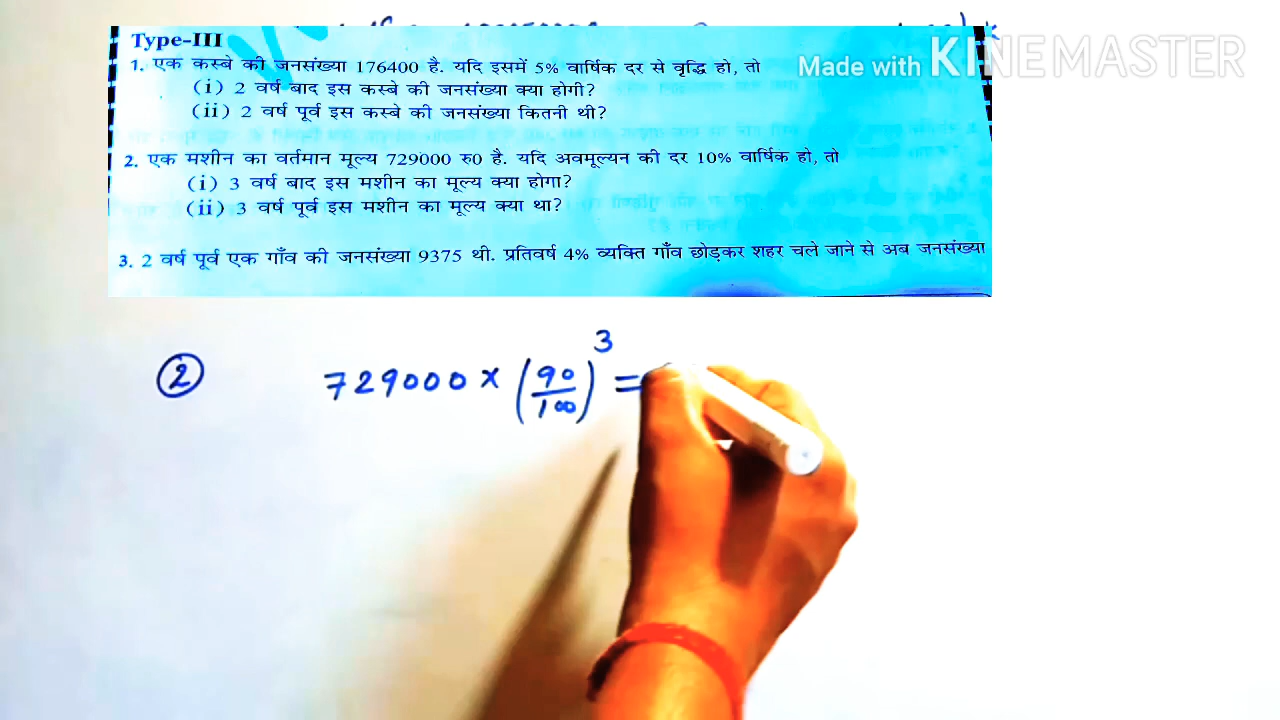 Made with KINEMASTER
Type-III
1. एक कस्बे की जनसंख्या 176400 है. यदि इसमें 5% वार्षिक दर से वृद्धि हो, तो
(i) 2 वर्ष बाद इस कस्बे की जनसंख्या क्या होगी?
(ii) 2 वर्ष पूर्व इस कस्बे की जनसंख्या कितनी थी?
2. एक मशीन का वर्तमान मूल्य 729000 रु0 है. यदि अवमूल्यन की दर 10% वार्षिक हो, तो
(i) 3 वर्ष बाद इस मशीन का मूल्य क्या होगा?
(ii) 3 वर्ष पूर्व इस मशीन का मूल्य क्या था?
3. 2 वर्ष पूर्व एक गाँव की जनसंख्या 9375 थी. प्रतिवर्ष 4% व्यक्ति गाँव छोड़कर शहर चले जाने से अब जनसंख्या
2 729000 × (90/100)³ =